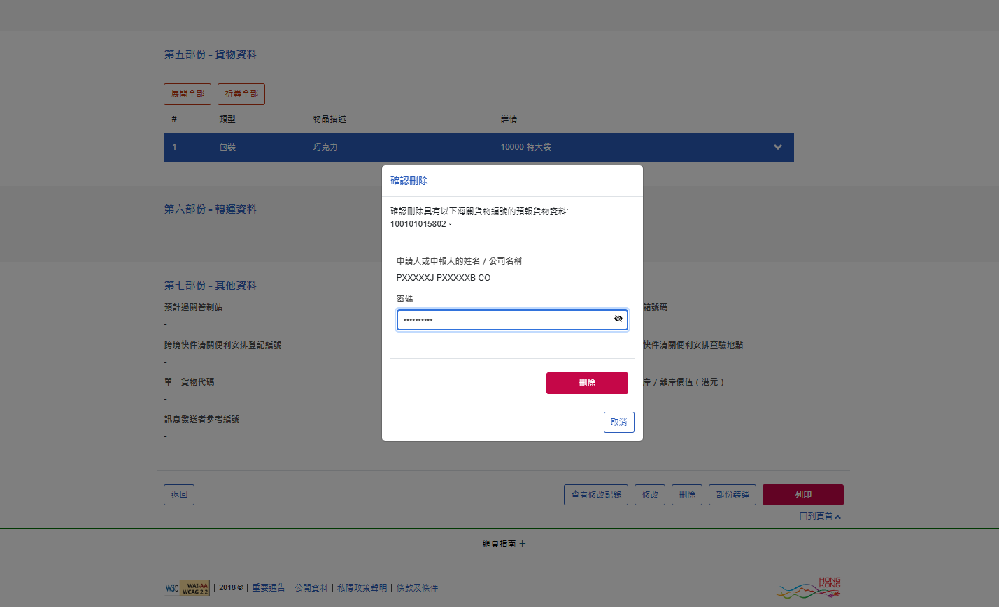 -
-
-
第五部份 - 貨物資料
展開全部
折疊全部
# 類型 物品描述 詳情
1 包裝 巧克力 10000 特大袋
確認刪除
確認刪除具有以下海關貨物編號的預報貨物資料:
100101015802。
申請人或申報人的姓名 / 公司名稱
PXXXXXJ PXXXXXB CO
密碼
••••••••••
刪除
取消
第六部份 - 轉運資料
-
第七部份 - 其他資料
預計過關管制站
箱號碼
-
跨境快件清關便利安排登記編號
快件清關便利安排查驗地點
-
單一貨物代碼
岸 / 離岸價值 ( 港元 )
-
訊息發送者參考編號
-
返回
查看修改記錄
修改
刪除
部份裝運
列印
回到頁首
網頁指南 +
W3C WAI-AA WCAG 2.2 | 2018 © | 重要通告 | 公開資料 | 私隱政策聲明 | 條款及條件
HONG
KONG